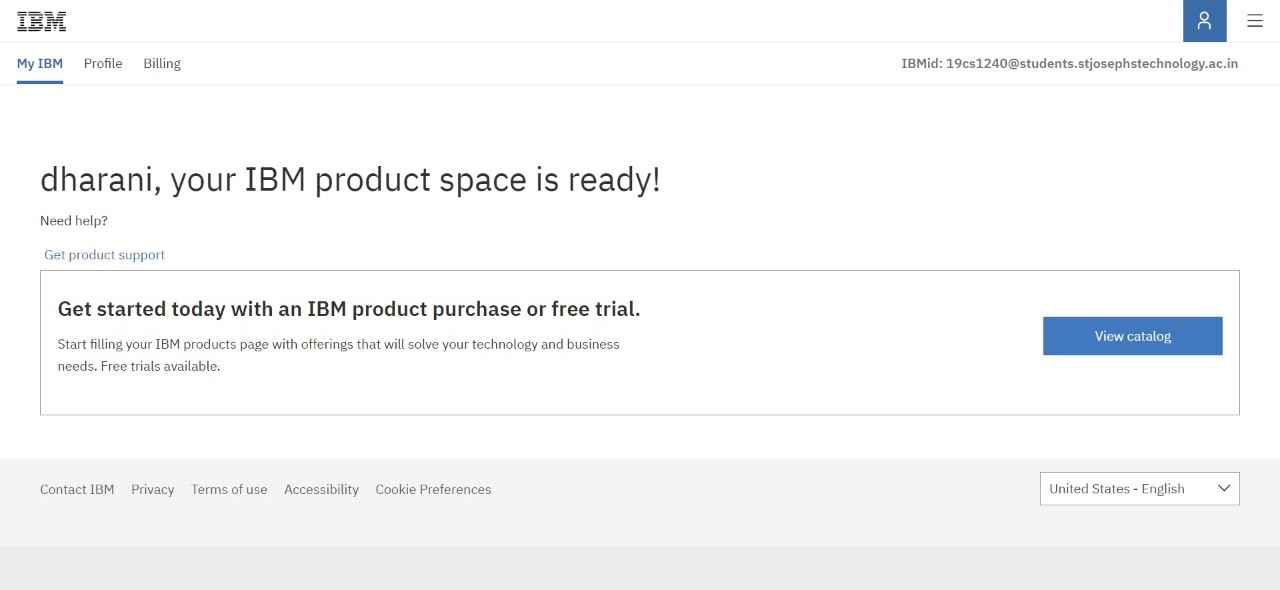 IBM
My IBM Profile Billing IBMid: 19cs1240@students.stjosephstechnology.ac.in
dharani, your IBM product space is ready!
Need help?
Get product support
Get started today with an IBM product purchase or free trial.
Start filling your IBM products page with offerings that will solve your technology and business
needs. Free trials available.
View catalog
Contact IBM Privacy Terms of use Accessibility Cookie Preferences
United States - English